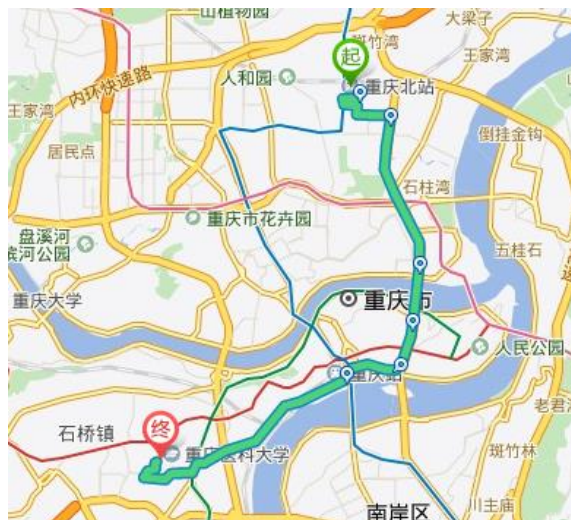 山植物园
大梁子
斑竹湾
起
王家湾
人和园
重庆北站
内环快速路
王家湾
居民点
倒挂金钩
石柱湾
重庆市花卉园
盘溪河
滨河公园
五桂石
重庆大学
重庆市
人民公园
重庆站
石桥镇
终
重庆医科大学
老君洞
斑竹林
南岸区
川主庙